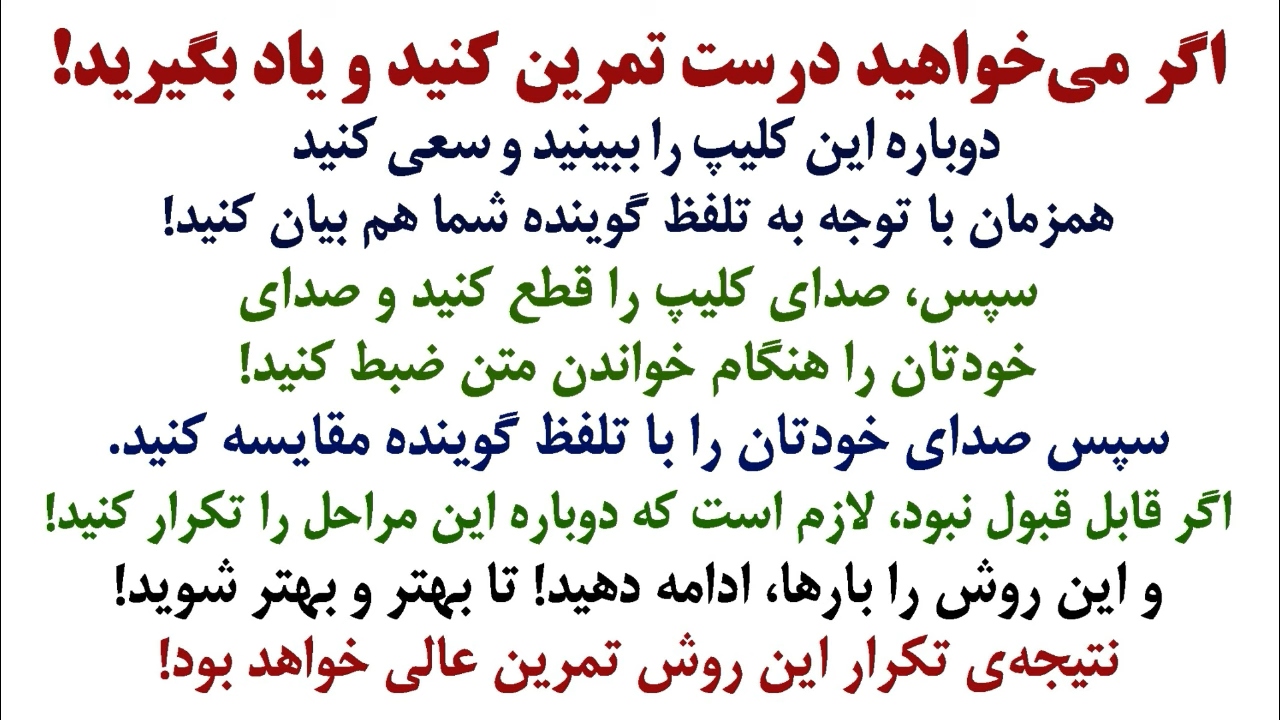 اگر می‌خواهید درست تمرین کنید و یاد بگیرید!
دوباره این کلیپ را ببینید و سعی کنید
همزمان با توجه به تلفظ گوینده شما هم بیان کنید!
سپس، صدای کلیپ را قطع کنید و صدای
خودتان را هنگام خواندن متن ضبط کنید!
سپس صدای خودتان را با تلفظ گوینده مقایسه کنید.
اگر قابل قبول نبود، لازم است که دوباره این مراحل را تکرار کنید!
و این روش را بارها، ادامه دهید! تا بهتر و بهتر شوید!
نتیجه‌ی تکرار این روش تمرین عالی خواهد بود!